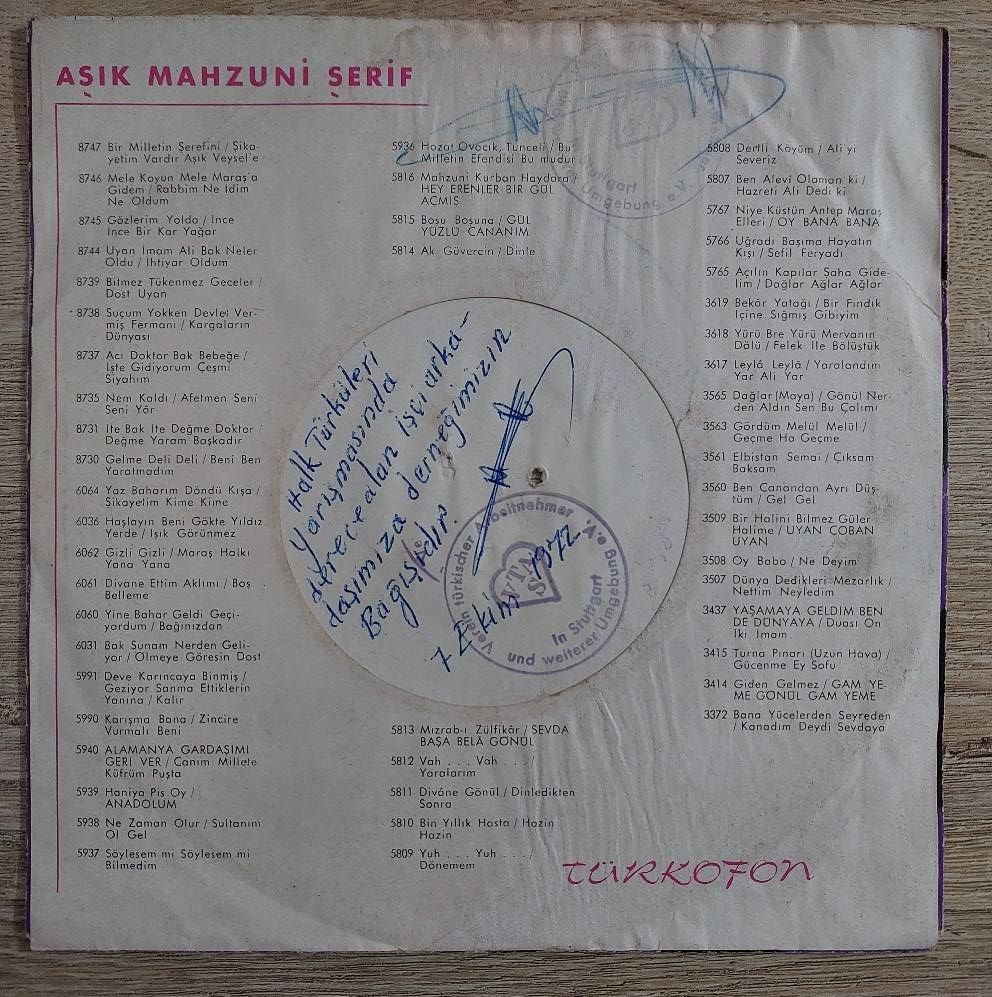 AŞIK MAHZUNİ ŞERİF
8747 Bir Milletin Şerefini / Şika-
yetim Vardır Aşık Veysel'e
8746 Mele Koyun Mele Maraş'a
Gidem / Rabbim Ne İdim
Ne Oldum
8745 Gözlerim Yolda / İnce
İnce Bir Kar Yağar
8744 Uyan İmam Ali Bak Neler
Oldu / İhtiyar Oldum
8739 Bitmez Tükenmez Geceler /
Dost Uyan
8738 Suçum Yokken Devlet Ver-
miş Fermanı / Kargaların
Dünyası
8737 Acı Doktor Bak Bebeğe /
İşte Gidiyorum Çeşmi
Siyahım
8735 Nem Kaldı / Afetmen Seni
Seni Yâr
8731 İte Bak İte Değme Doktor /
Değme Yaram Başkadır
8730 Gelme Deli Deli / Beni Ben
Yaratmadım
6064 Yaz Baharım Döndü Kışa /
Şikayetim Kime Kime
6036 Haşlayın Beni Gökte Yıldız
Yerde / Işık Görünmez
6062 Gizli Gizli / Maraş Halkı
Yana Yana
6061 Divane Ettim Aklımı / Boş
Belleme
6060 Yine Bahar Geldi Geçi-
yordum / Bağınızdan
6031 Bak Sunam Nerden Geli-
yor / Ölmeye Göresin Dost
5991 Deve Karıncaya Binmiş /
Geziyor Sanma Ettiklerin
Yanına / Kalır
5990 Karışma Bana / Zincire
Vurmalı Beni
5940 ALAMANYA GARDAŞIMI
GERİ VER / Canım Millete
Küfrüm Puşta
5939 Haniya Pis Oy /
ANADOLUM
5938 Ne Zaman Olur / Sultanım
Ol Gel
5937 Söylesem mi Söylesem mi
Bilmedim
5936 Hozat Ovacık, Tunceli / Bu
Milletin Efendisi Bu mudur
5816 Mahzuni Kurban Haydara /
HEY ERENLER BİR GÜL
AÇMIŞ
5815 Boşu Boşuna / GÜL
YÜZLÜ CANANIM
5814 Ak Güvercin / Dinle
Halk Türküleri
Yarışmasında
derece alan işçi arka-
daşımıza derneğimizin
Bağışıdır.
7 Ekim 1972
Verein türkischer Arbeitnehmer
In Stuttgart
und weiterer Umgebung e.V.
Stuttgart
Umgebung e.V.
5813 Mızrab-ı Zülfikâr / SEVDA
BAŞA BELÂ GÖNÜL
5812 Vah . . . Vah . . . /
Yaralarım
5811 Divâne Gönül / Dinledikten
Sonra
5810 Bin Yıllık Hasta / Hazin
Hazin
5809 Yuh . . . Yuh . . . /
Dönemem
5808 Dertli Köyüm / Ali'yi
Severiz
5807 Ben Alevî Olaman ki /
Hazreti Ali Dedi ki
5767 Niye Küstün Antep Maraş
Elleri / OY BANA BANA
5766 Uğradı Başıma Hayatın
Kışı / Sefil Feryadı
5765 Açılın Kapılar Şaha Gide-
lim / Dağlar Ağlar Ağlar
3619 Bekâr Yatağı / Bir Fındık
İçine Sığmış Gibiyim
3618 Yürü Bre Yürü Mervanın
Dölü / Felek İle Bölüştük
3617 Leylâ Leylâ / Yaralandım
Yar Ali Yar
3565 Dağlar (Maya) / Gönül Ner-
den Aldın Sen Bu Çalımı
3563 Gördüm Melül Melül /
Geçme Ha Geçme
3561 Elbistan Semai / Çıksam
Baksam
3560 Ben Canandan Ayrı Düş-
tüm / Gel Gel
3509 Bir Halini Bilmez Güler
Halime / UYAN ÇOBAN
UYAN
3508 Oy Babo / Ne Deyim
3507 Dünya Dedikleri Mezarlık /
Nettim Neyledim
3437 YAŞAMAYA GELDİM BEN
DE DÜNYAYA / Duası On
İki İmam
3415 Turna Pınarı (Uzun Hava) /
Gücenme Ey Sofu
3414 Giden Gelmez / GAM YE-
ME GÖNÜL GAM YEME
3372 Bana Yücelerden Seyreden
/ Kanadım Deydi Sevdaya
TÜRKOFON